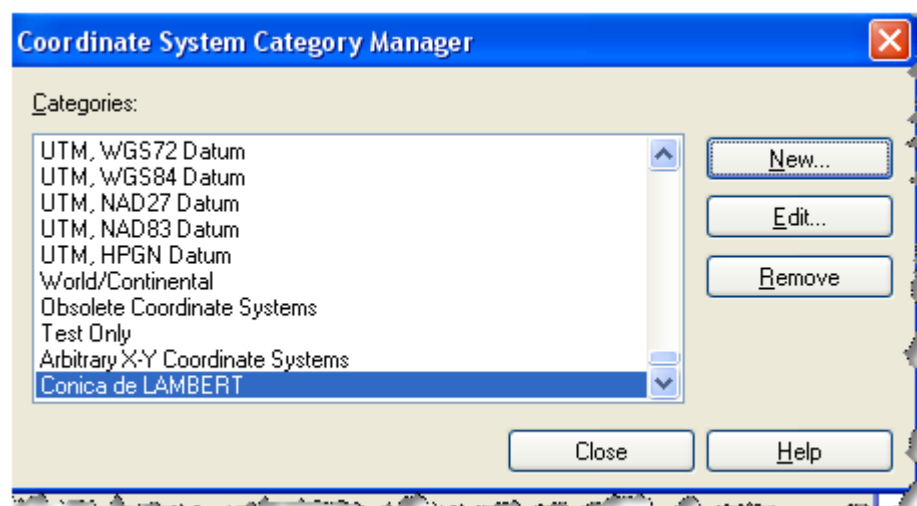 Coordinate System Category Manager
Categories:
UTM, WGS72 Datum
UTM, WGS84 Datum
UTM, NAD27 Datum
UTM, NAD83 Datum
UTM, HPGN Datum
World/Continental
Obsolete Coordinate Systems
Test Only
Arbitrary X-Y Coordinate Systems
Conica de LAMBERT
New...
Edit...
Remove
Close
Help